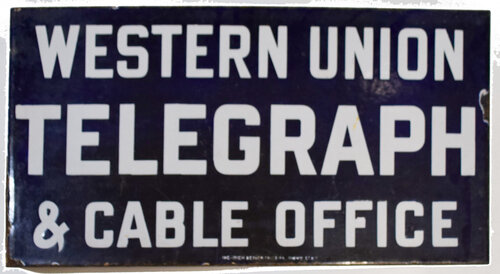 WESTERN UNION
TELEGRAPH
& CABLE OFFICE